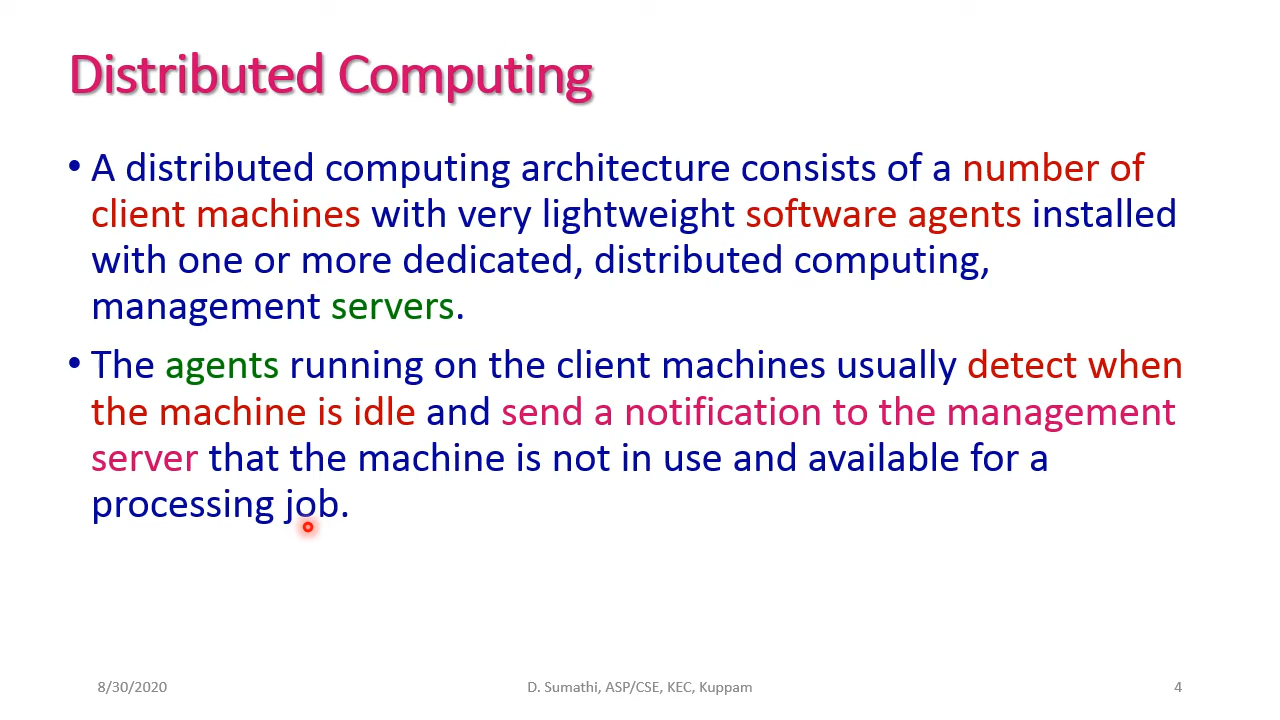 Distributed Computing
• A distributed computing architecture consists of a number of
client machines with very lightweight software agents installed
with one or more dedicated, distributed computing,
management servers.
• The agents running on the client machines usually detect when
the machine is idle and send a notification to the management
server that the machine is not in use and available for a
processing job.
8/30/2020
D. Sumathi, ASP/CSE, KEC, Kuppam
4